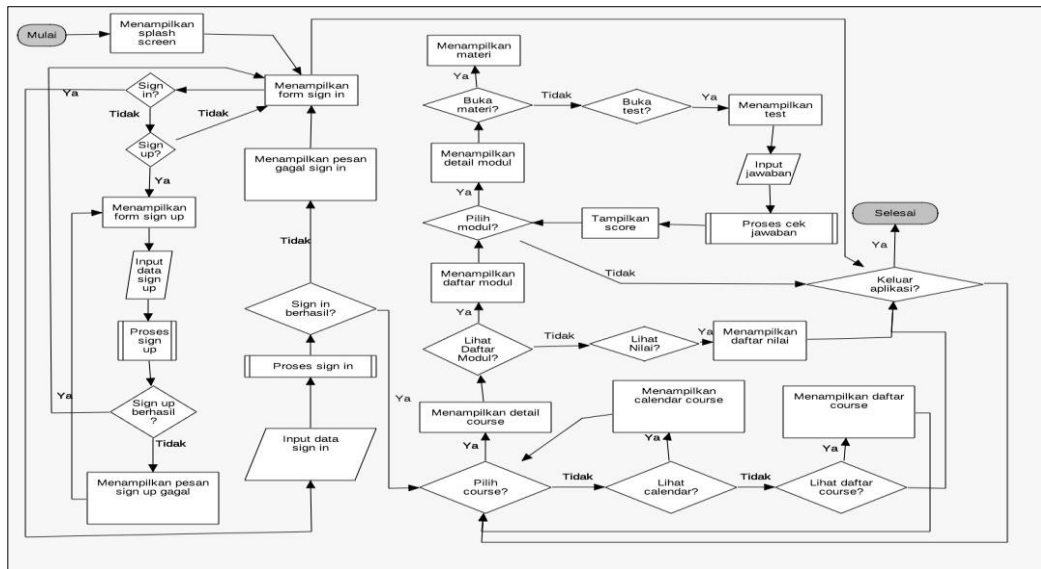 Mulai
Menampilkan
splash
screen
Ya
Sign
in?
Menampilkan
form sign in
Tidak
Tidak
Sign
up?
Ya
Menampilkan
form sign up
Input
data
sign
up
Proses
sign
up
Ya
Sign up
berhasil
?
Tidak
Menampilkan pesan
sign up gagal
Menampilkan pesan
gagal sign in
Tidak
Sign in
berhasil?
Proses sign in
Input data
sign in
Ya
Menampilkan
materi
Ya
Buka
materi?
Tidak
Buka
test?
Ya
Menampilkan
test
Menampilkan
detail modul
Input
jawaban
Ya
Pilih
modul?
Tampilkan
score
Proses cek
jawaban
Selesai
Ya
Ya
Tidak
Menampilkan
daftar modul
Keluar
aplikasi?
Ya
Lihat
Daftar
Modul?
Tidak
Lihat
Nilai?
Ya
Menampilkan
daftar nilai
Menampilkan detail
course
Menampilkan
calendar course
Menampilkan daftar
course
Ya
Ya
Ya
Pilih
course?
Tidak
Lihat
calendar?
Tidak
Lihat daftar
course?